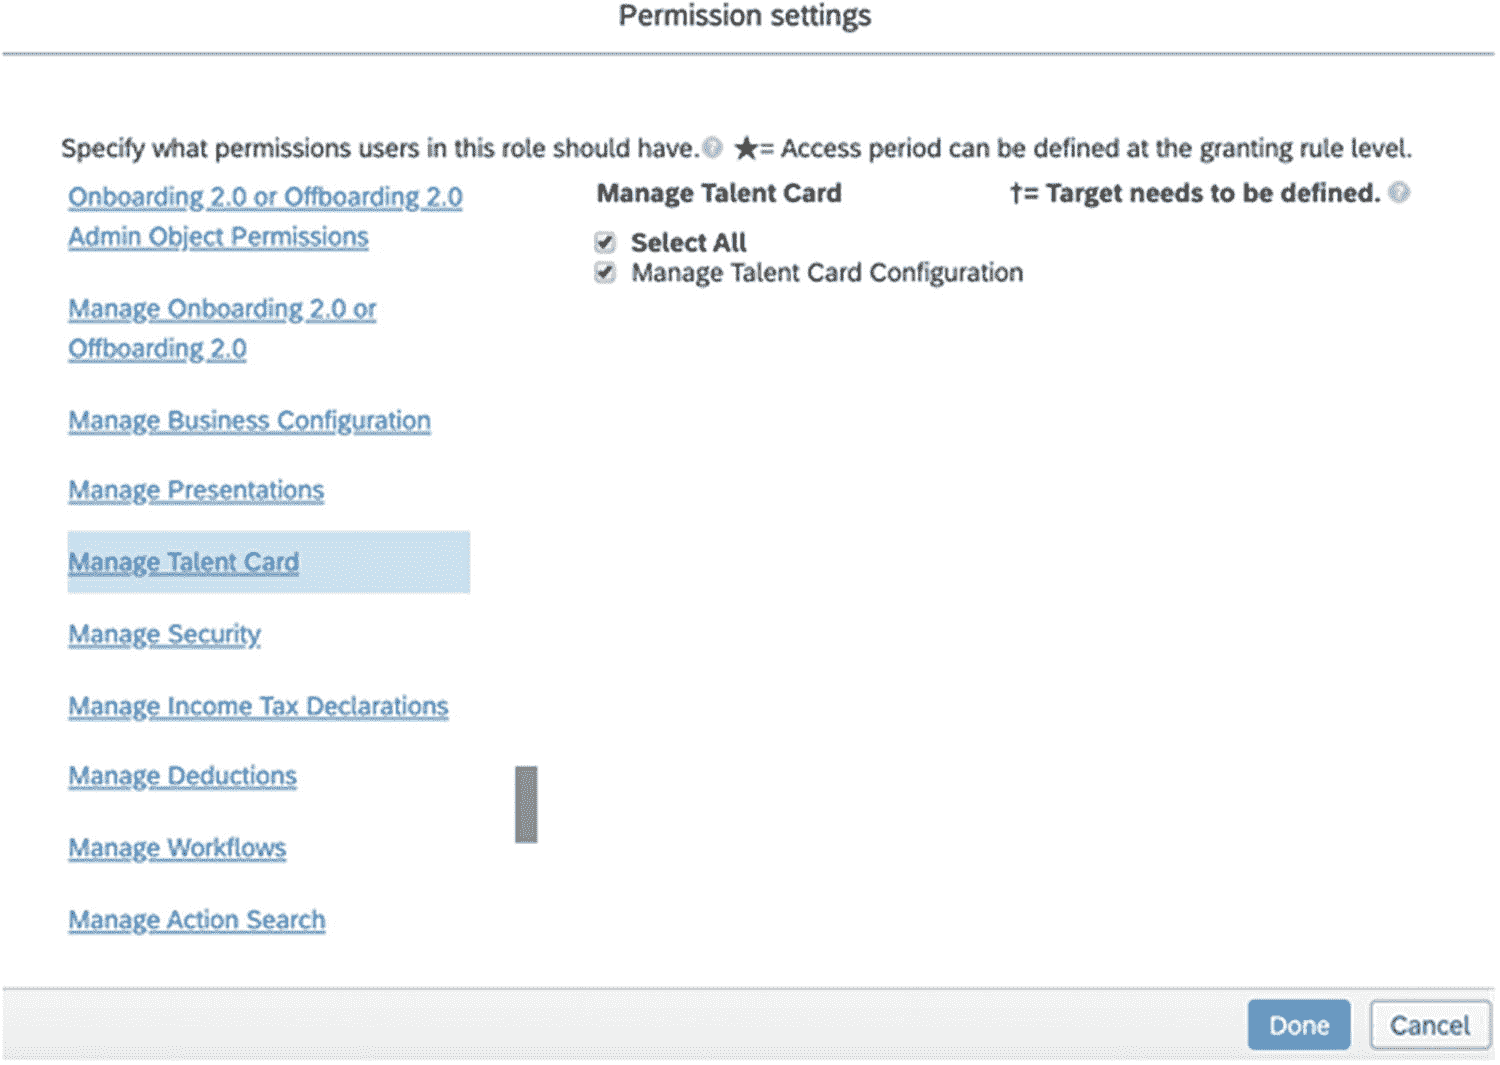 Permission settings
Specify what permissions users in this role should have. ★= Access period can be defined at the granting rule level.
Onboarding 2.0 or Offboarding 2.0
Admin Object Permissions
Manage Onboarding 2.0 or
Offboarding 2.0
Manage Business Configuration
Manage Presentations
Manage Talent Card
Manage Security
Manage Income Tax Declarations
Manage Deductions
Manage Workflows
Manage Action Search
Manage Talent Card
†= Target needs to be defined.
Select All
Manage Talent Card Configuration
Done
Cancel